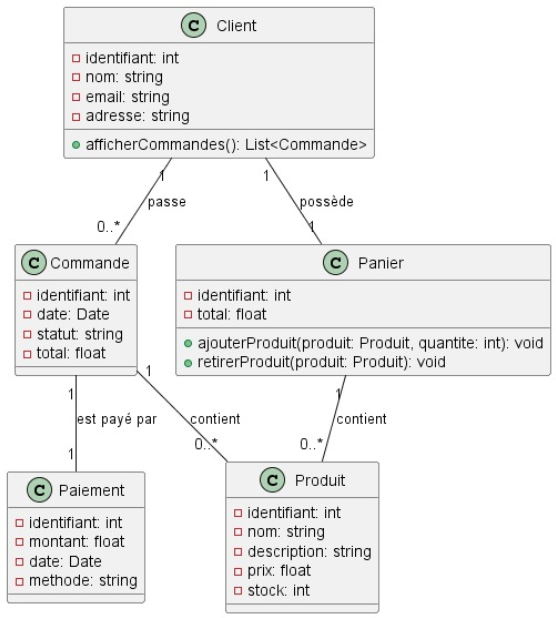 C Client
identifiant: int
nom: string
email: string
adresse: string
afficherCommandes(): List<Commande>
1
1
passe
possède
0..*
1
C Commande
identifiant: int
date: Date
statut: string
total: float
C Panier
identifiant: int
total: float
ajouterProduit(produit: Produit, quantite: int): void
retirerProduit(produit: Produit): void
1
1
1
est payé par
contient
contient
1
0..*
0..*
C Paiement
identifiant: int
montant: float
date: Date
methode: string
C Produit
identifiant: int
nom: string
description: string
prix: float
stock: int